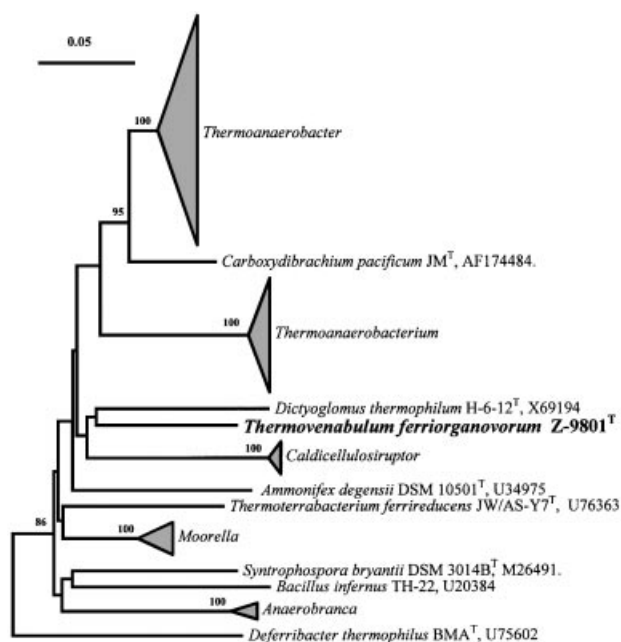 0.05
100
Thermoanaerobacter
95
Carboxydibrachium pacificum JMᵀ, AF174484.
100
Thermoanaerobacterium
Dictyoglomus thermophilum H-6-12ᵀ, X69194
Thermovenabulum ferriorganovorum Z-9801ᵀ
100
Caldicellulosiruptor
Ammonifex degensii DSM 10501ᵀ, U34975
Thermoterrabacterium ferrireducens JW/AS-Y7ᵀ, U76363
86
100
Moorella
Syntrophospora bryantii DSM 3014B,ᵀ M26491.
Bacillus infernus TH-22, U20384
100
Anaerobranca
Deferribacter thermophilus BMAᵀ, U75602